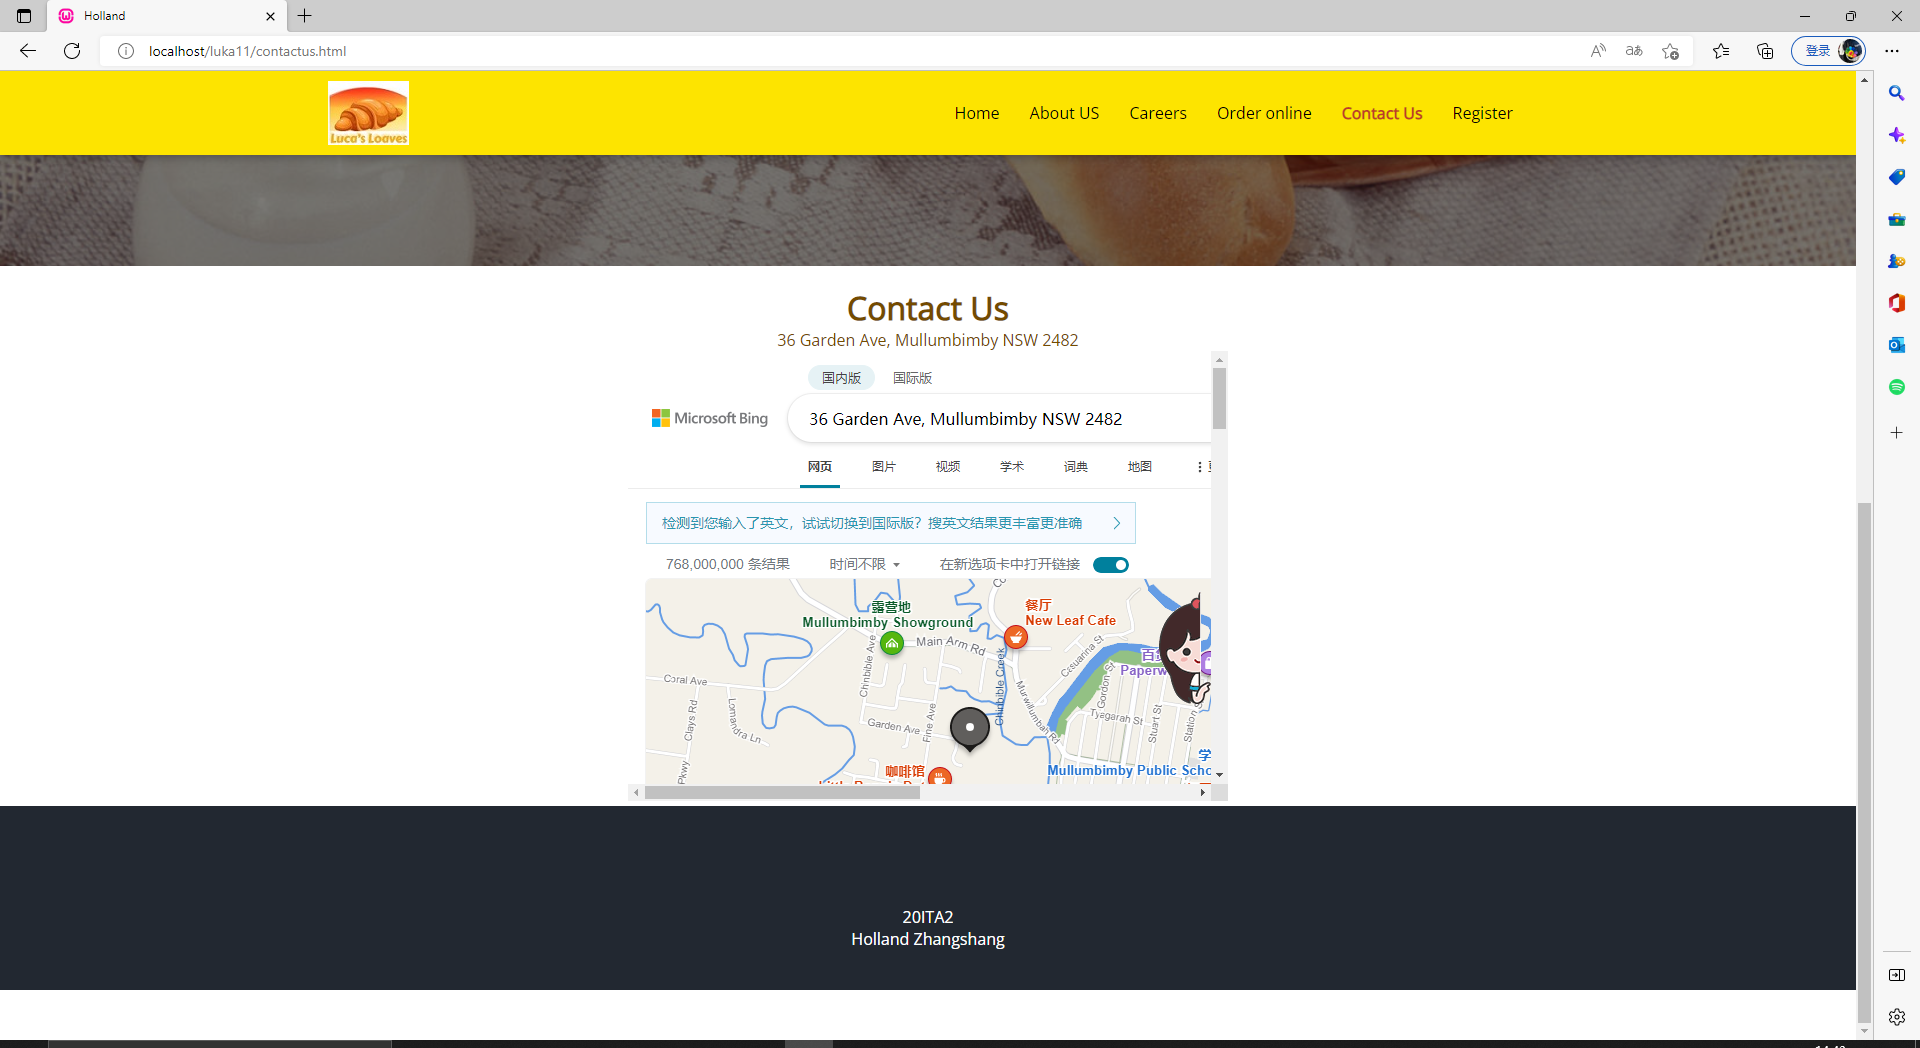 Holland
localhost/luka11/contactus.html
登录
Luca's Loaves
Home
About US
Careers
Order online
Contact Us
Register
Contact Us
36 Garden Ave, Mullumbimby NSW 2482
国内版
国际版
Microsoft Bing
36 Garden Ave, Mullumbimby NSW 2482
网页
图片
视频
学术
词典
地图
检测到您输入了英文，试试切换到国际版？搜英文结果更丰富更准确
768,000,000 条结果
时间不限
在新选项卡中打开链接
露营地
Mullumbimby Showground
餐厅
New Leaf Cafe
Main Arm Rd
Chinbible Ave
Chinbible Creek
Casuarina St
Coral Ave
Clays Rd
Lomandra Ln
Garden Ave
Fine Ave
Murwillumbah Rd
Gordon St
Tyagarah St
Stuart St
Station S
Paperw
Pkwy
咖啡馆
学
Mullumbimby Public Scho
20ITA2
Holland Zhangshang